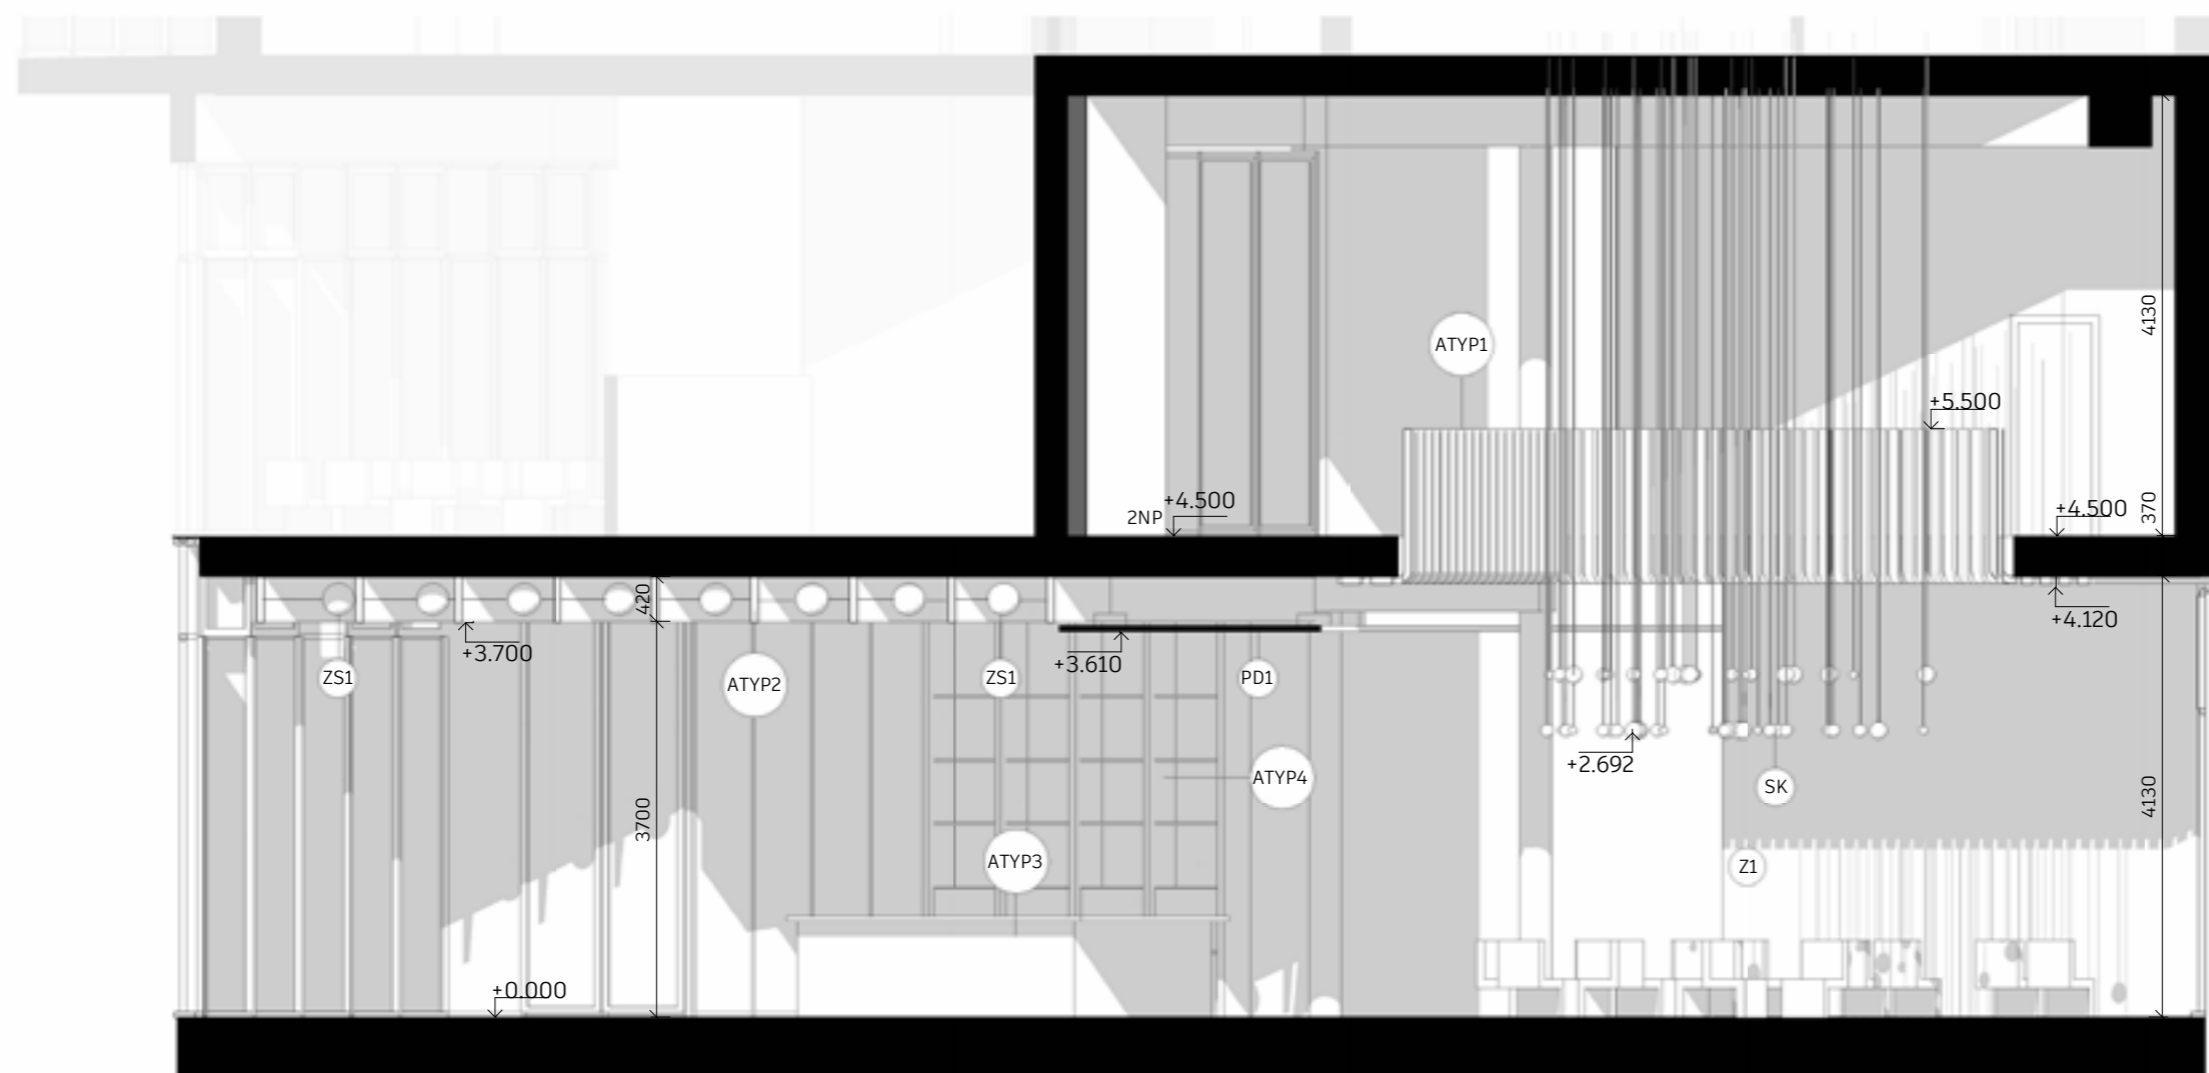 4130
ATYP1
+5.500
+4.500
2NP
+4.500
370
420
+3.700
+3.610
+4.120
ZS1
ATYP2
ZS1
PD1
ATYP4
+2.692
SK
3700
4130
ATYP3
Z1
+0.000